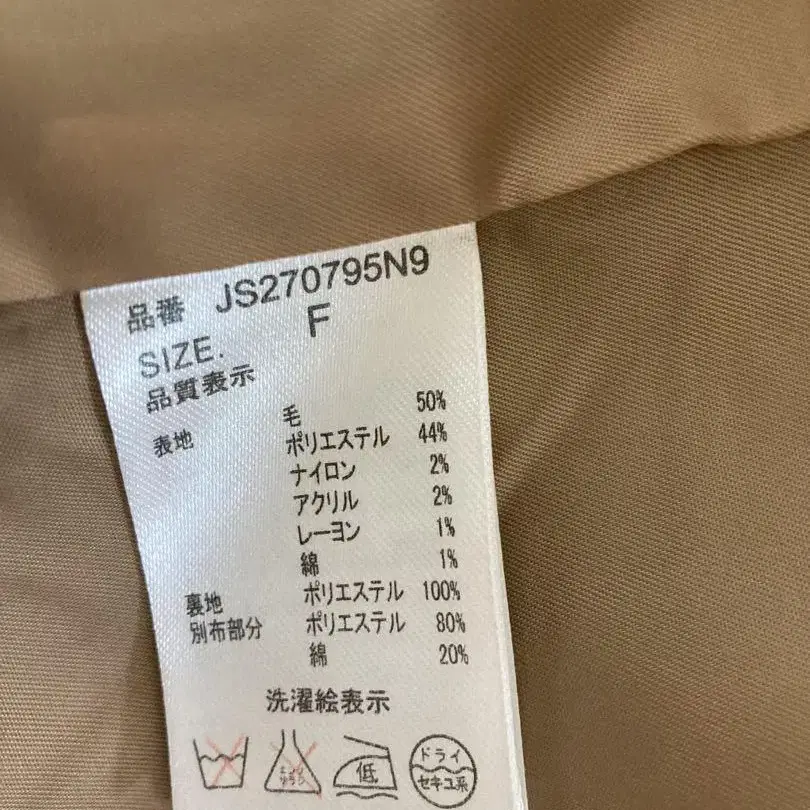 品番 JS270795N9
SIZE. F
品質表示
表地 毛 50%
ポリエステル 44%
ナイロン 2%
アクリル 2%
レーヨン 1%
綿 1%
裏地 ポリエステル 100%
別布部分 ポリエステル 80%
綿 20%
洗濯絵表示
低
ドライ
セキユ系